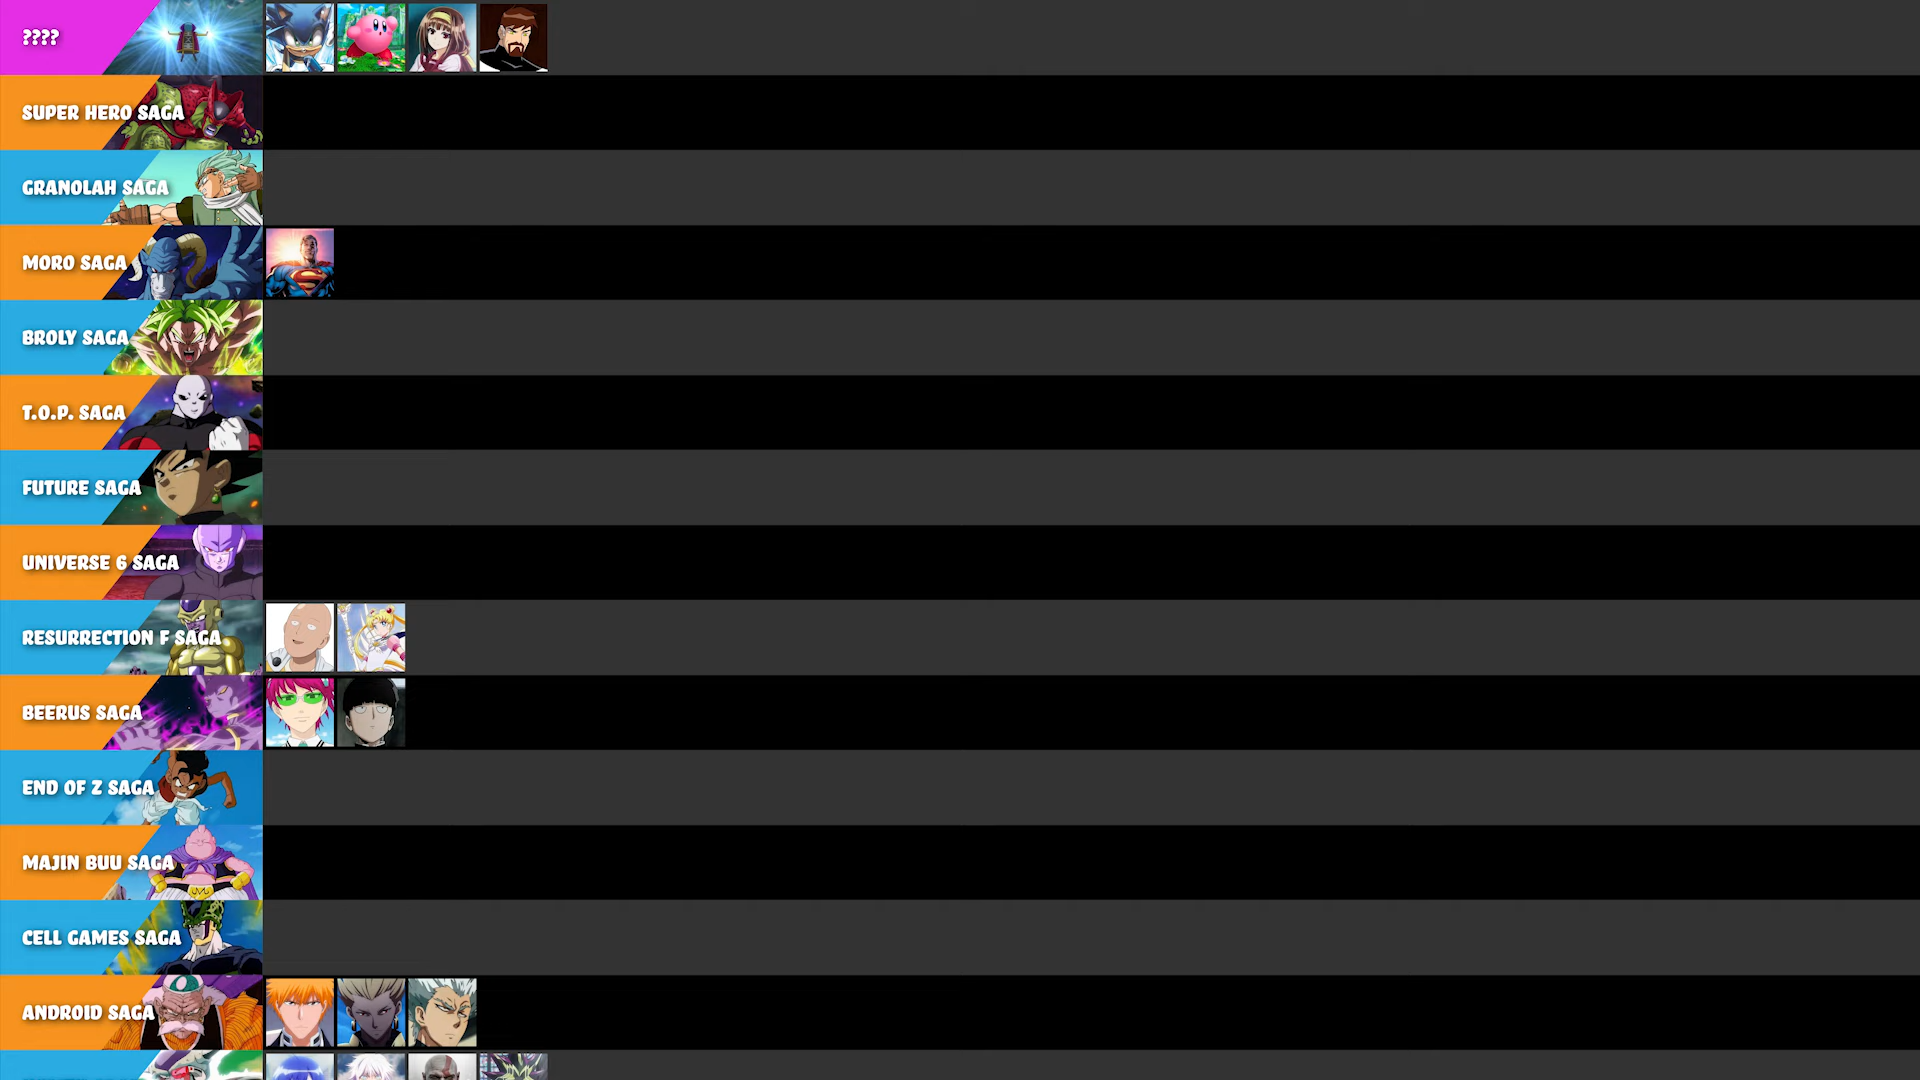 ????
SUPER HERO SAGA
GRANOLAH SAGA
MORO SAGA
BROLY SAGA
T.O.P. SAGA
FUTURE SAGA
UNIVERSE 6 SAGA
RESURRECTION F SAGA
BEERUS SAGA
END OF Z SAGA
MAJIN BUU SAGA
CELL GAMES SAGA
ANDROID SAGA